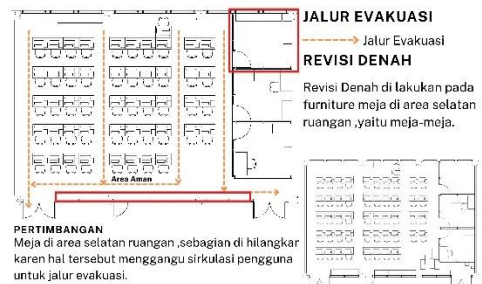 JALUR EVAKUASI
Jalur Evakuasi
REVISI DENAH
Revisi Denah di lakukan pada
furniture meja di area selatan
ruangan ,yaitu meja-meja.
Area Aman
PERTIMBANGAN
Meja di area selatan ruangan ,sebagian di hilangkar
karen hal tersebut menggangu sirkulasi pengguna
untuk jalur evakuasi.